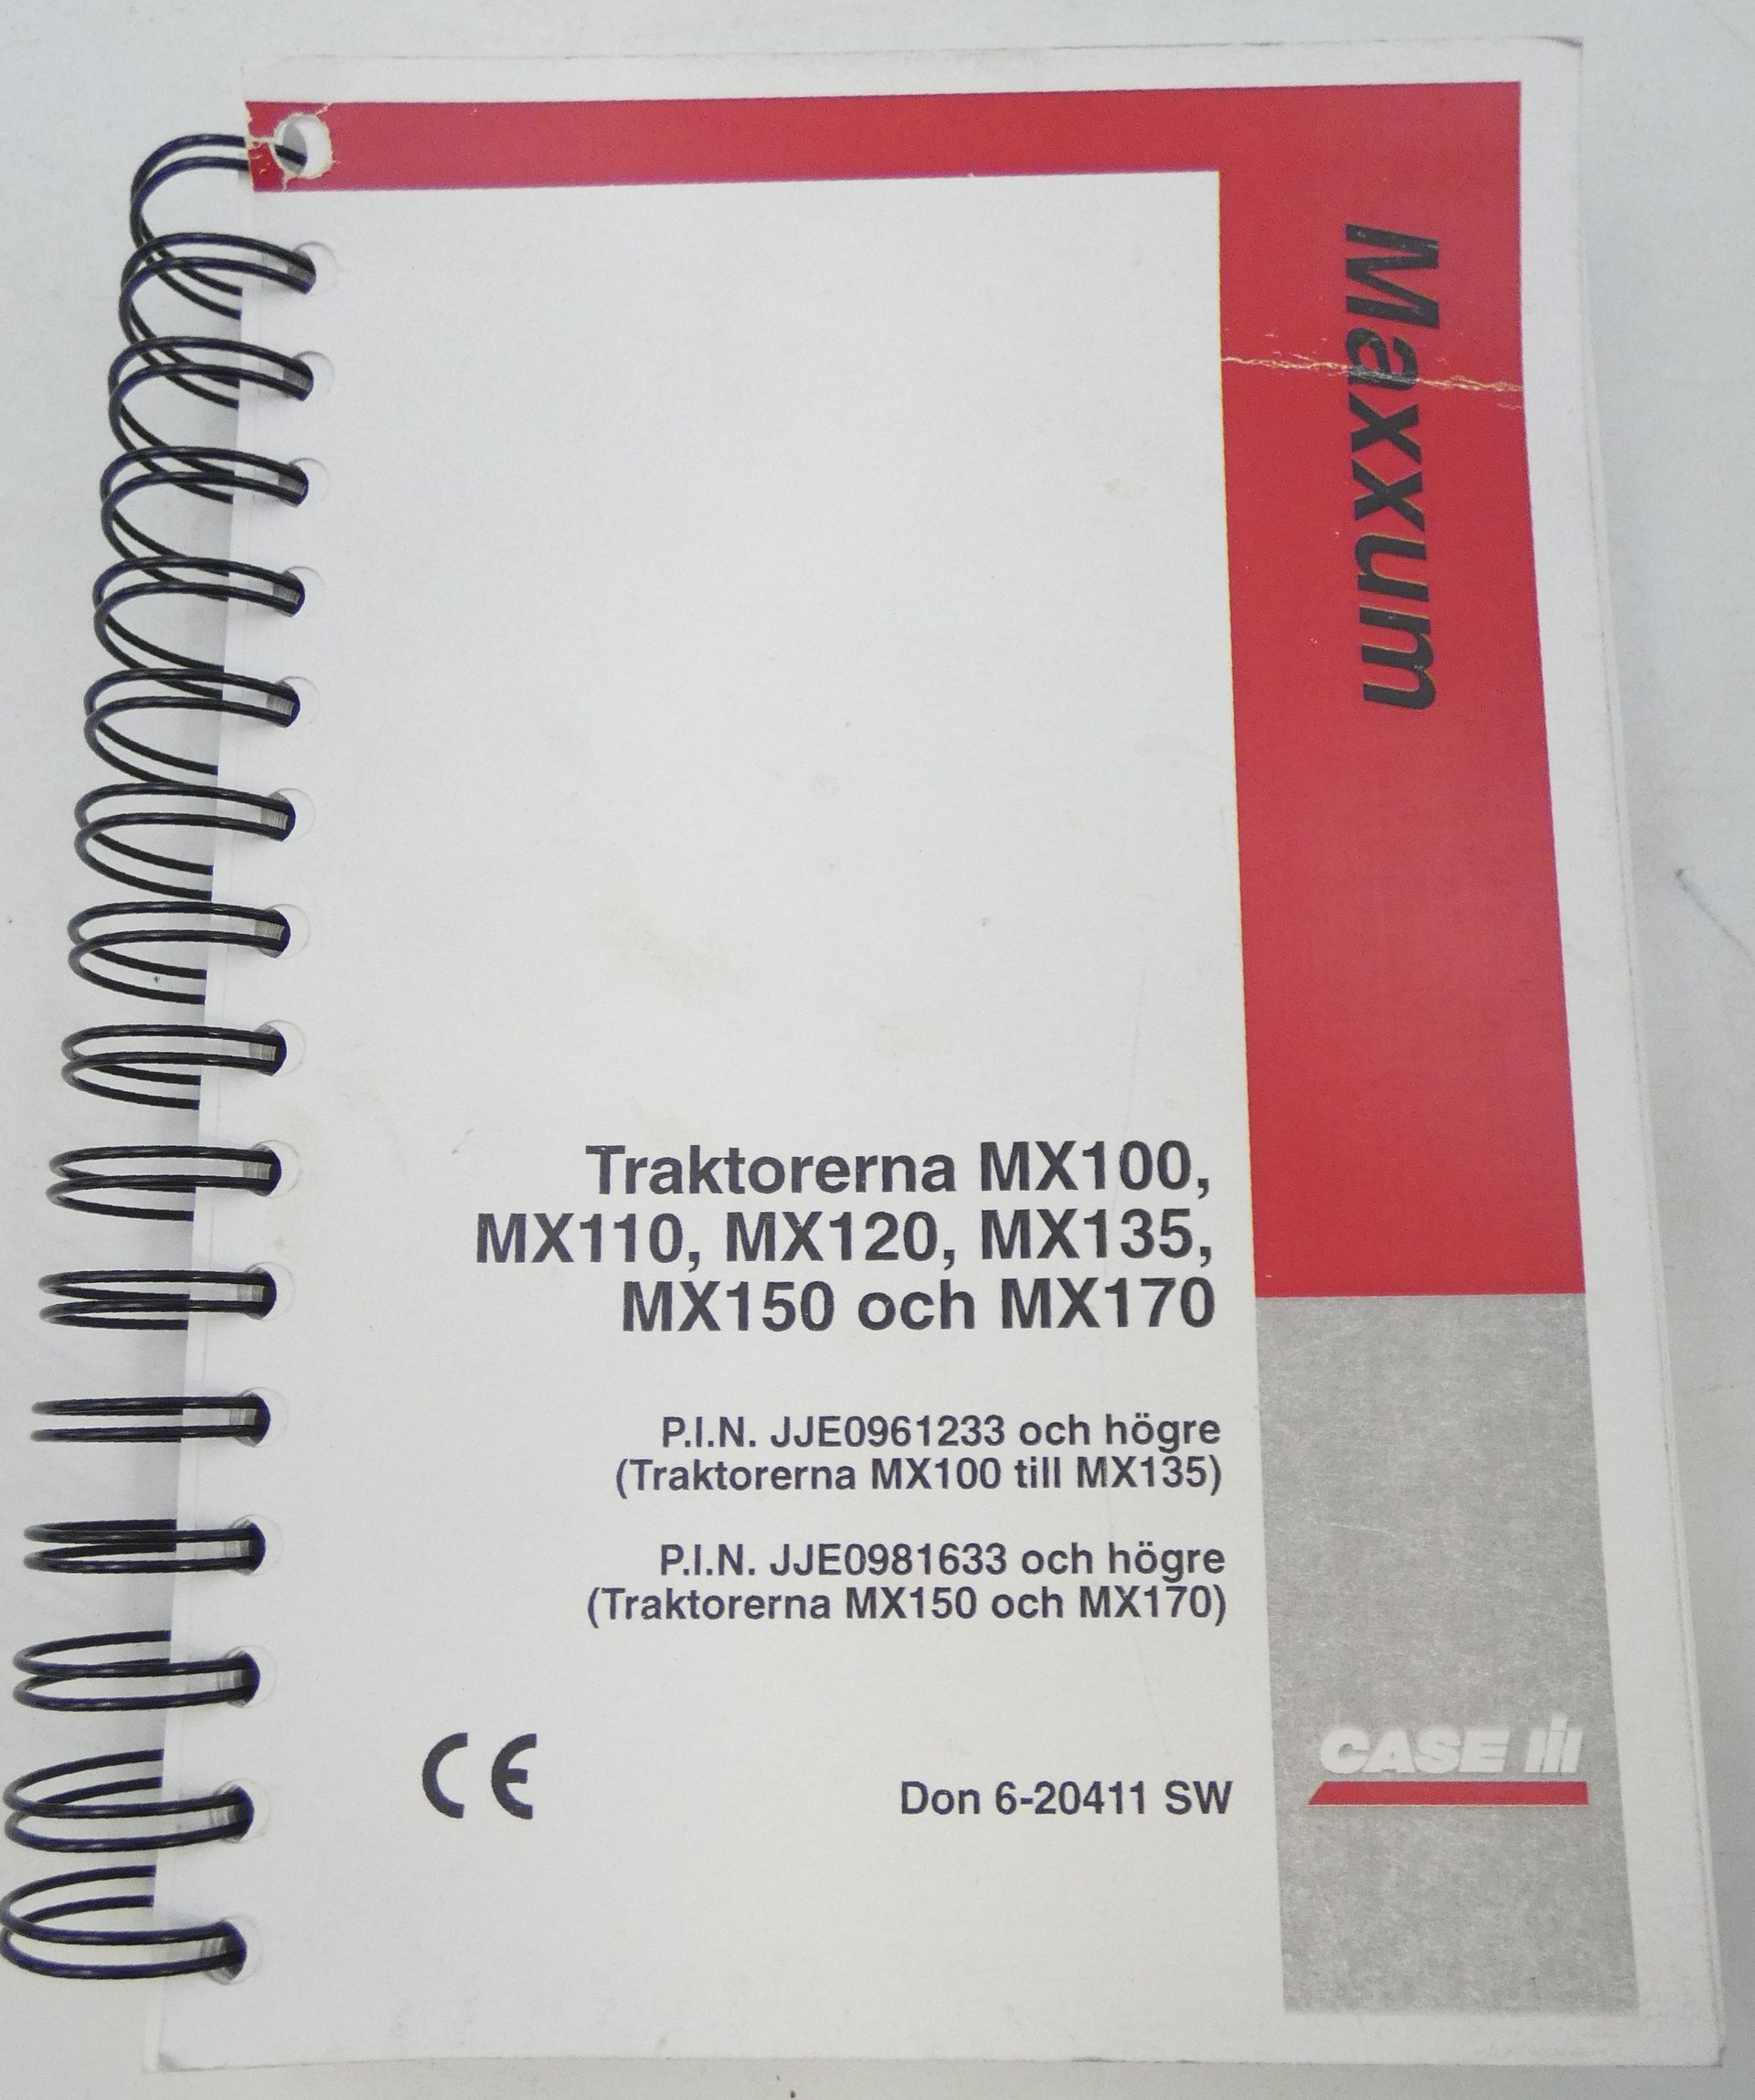 Maxxum
Traktorerna MX100,
MX110, MX120, MX135,
MX150 och MX170
P.I.N. JJE0961233 och högre
(Traktorerna MX100 till MX135)
P.I.N. JJE0981633 och högre
(Traktorerna MX150 och MX170)
CE
Don 6-20411 SW
CASE IH